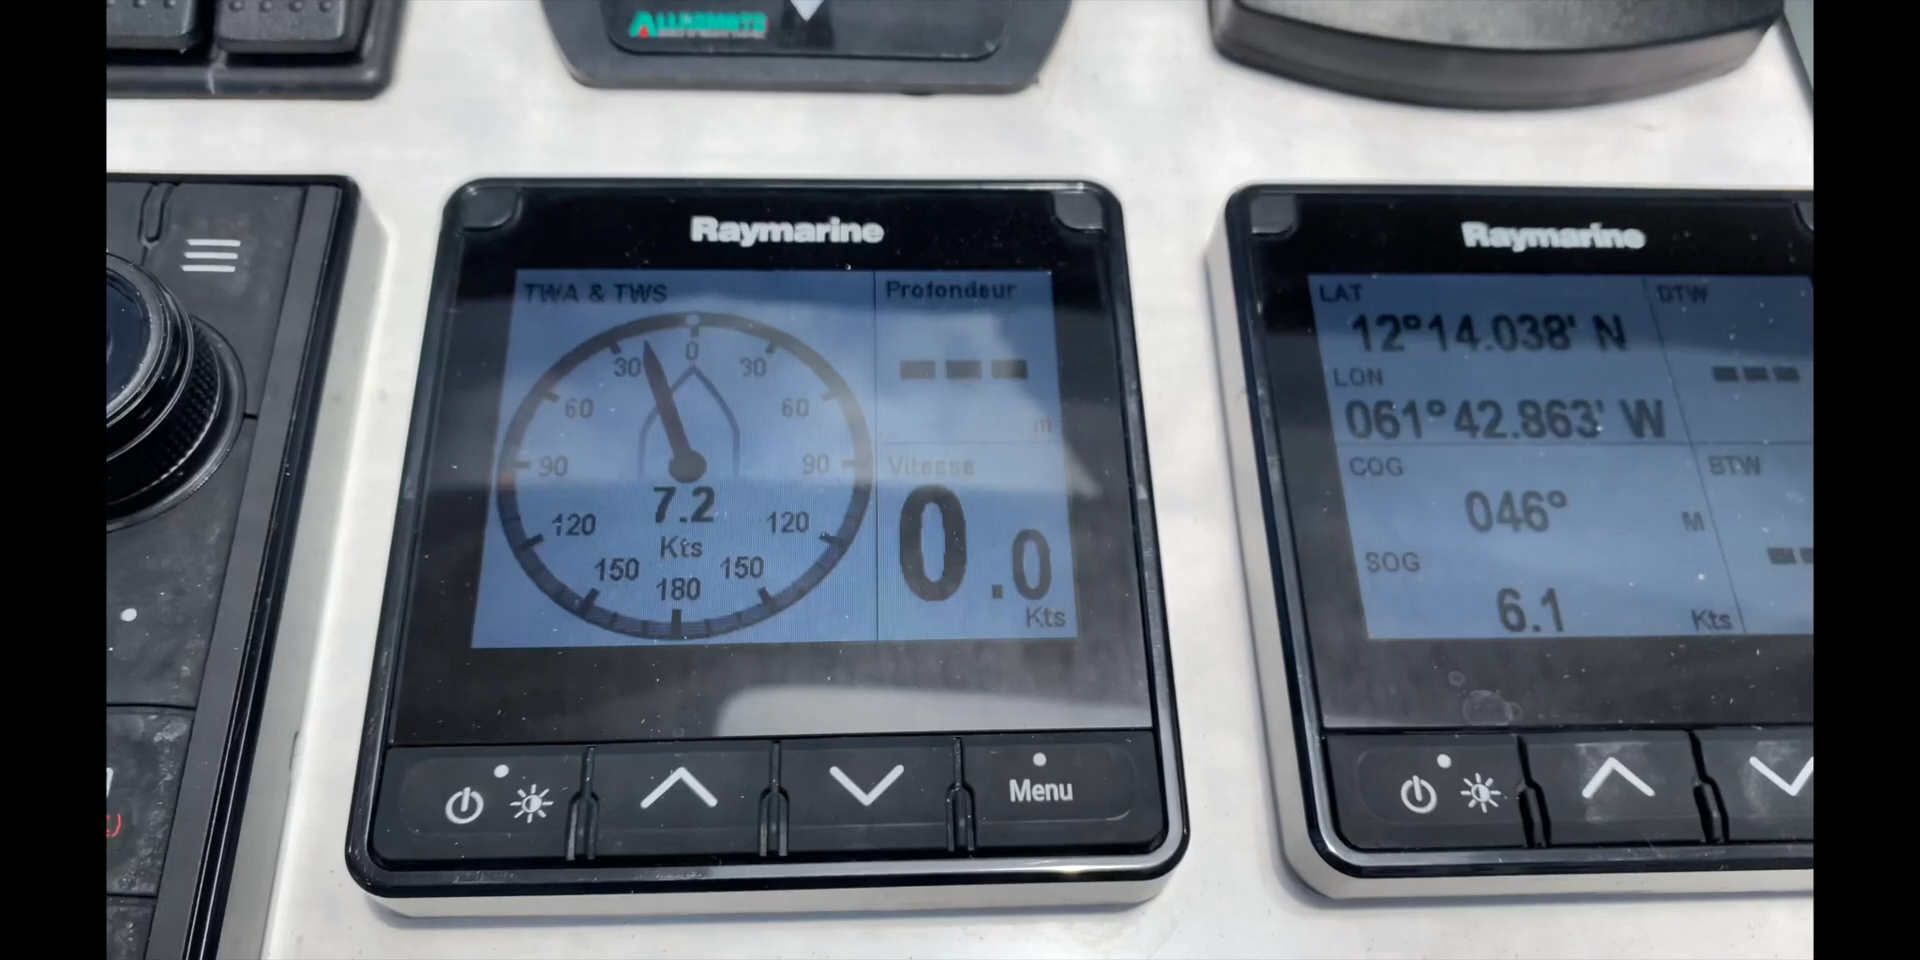 Raymarine
TWA & TWS
0
30 30
60 60
90 90
7.2
Kts
120 120
150 150
180
Profondeur
m
Vitesse
0.0
Kts
Menu
Raymarine
LAT
12°14.038' N
LON
061°42.863' W
COG
046°
M
SOG
6.1
Kts
DTW
BTW